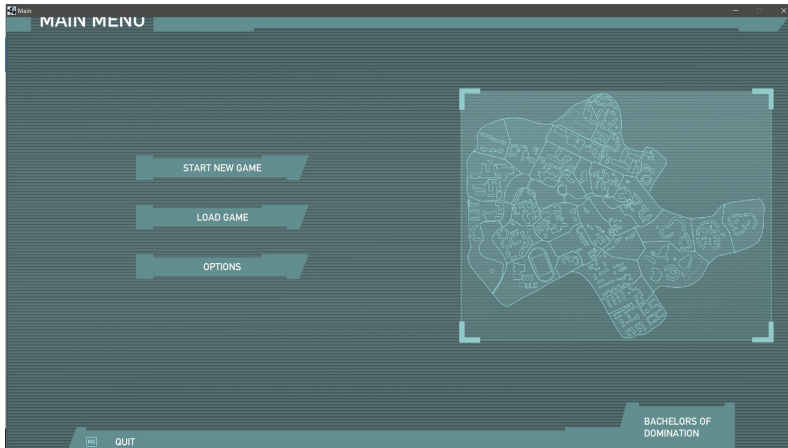 Main
MAIN MENU
START NEW GAME
LOAD GAME
OPTIONS
BACHELORS OF
DOMINATION
ESC QUIT